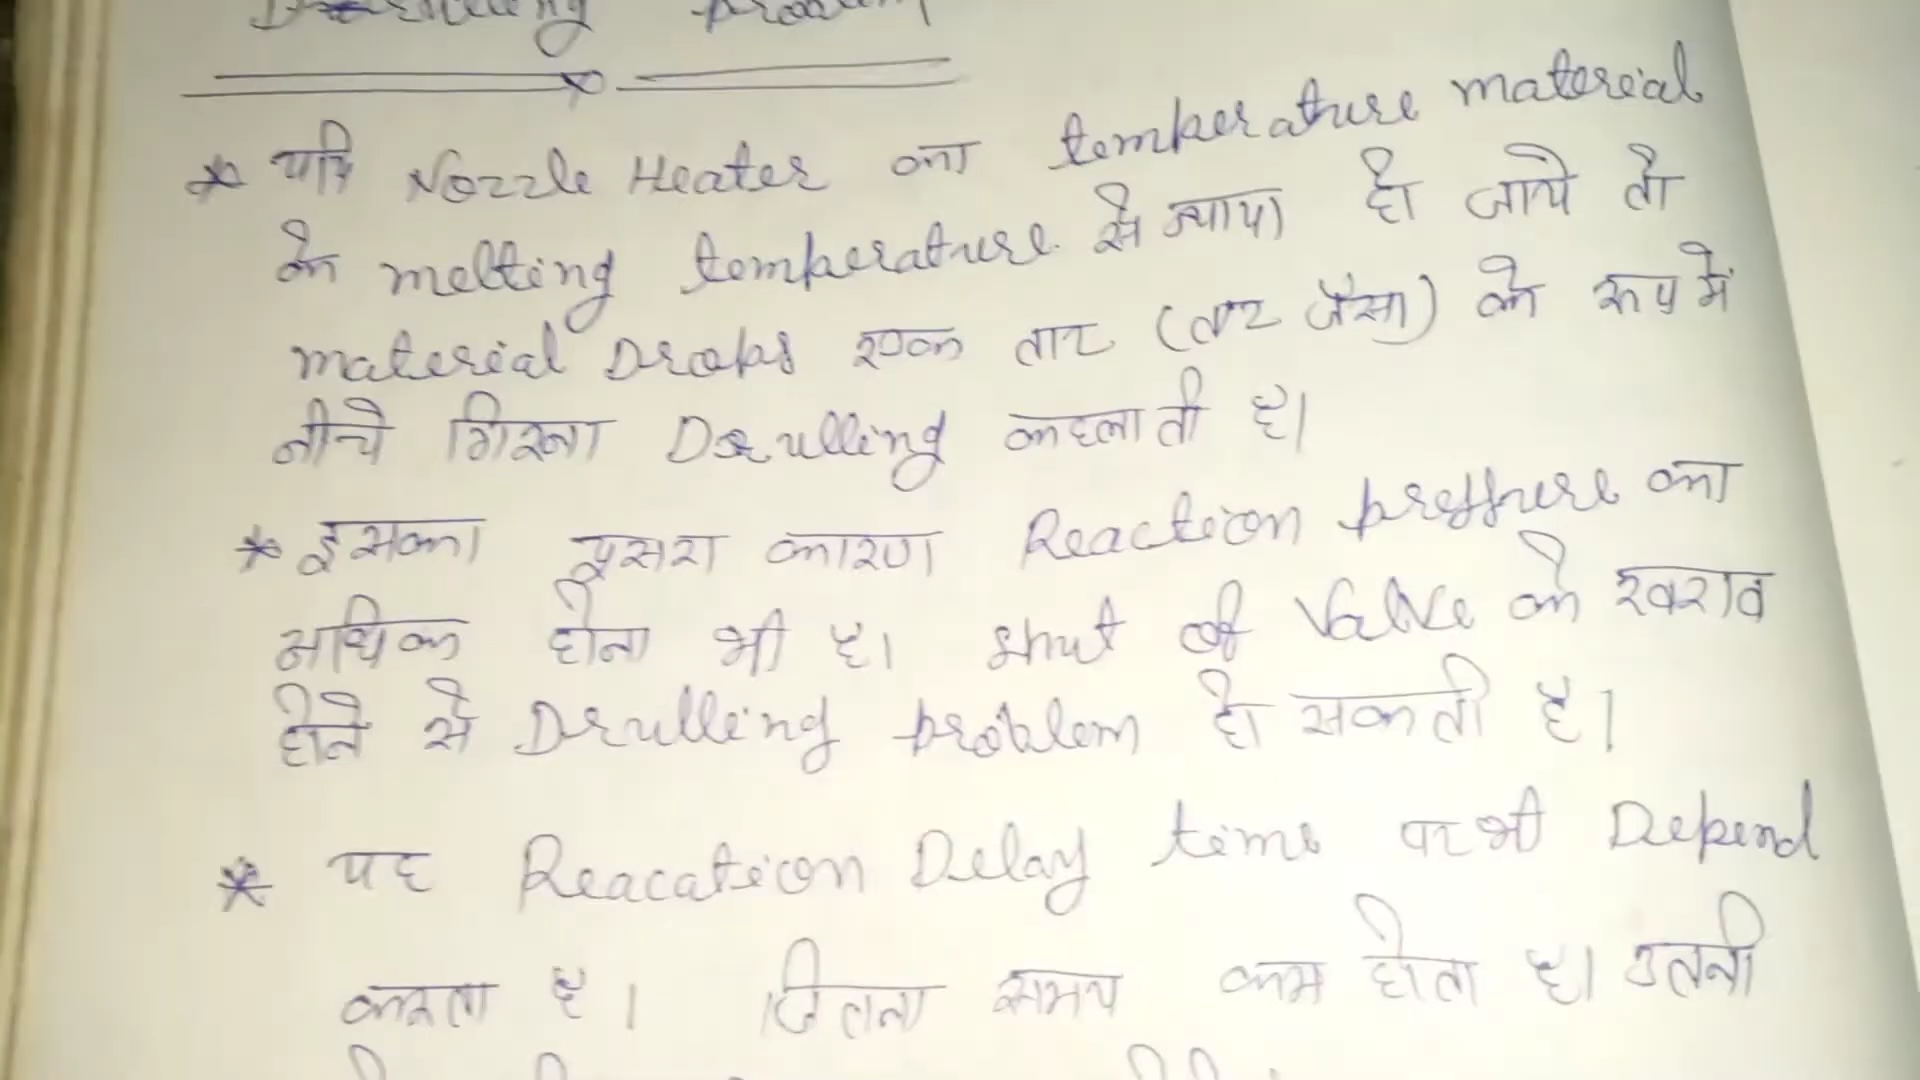 problem
* यदि Nozzle Heater का temperature material
के melting temperature से ज्यादा हो जाये तो
material Drops एक तार (तार जैसा) के रूप में
नीचे गिरना Drulling कहलाती है।
* इसका दूसरा कारण Reaction pressure का
अधिक होना भी है। shut of Valve के खराब
होने से Drulling problem हो सकती है।
* यह Reacation Delay time पर भी Depend
करता है। जितना समय कम होता है। उतनी